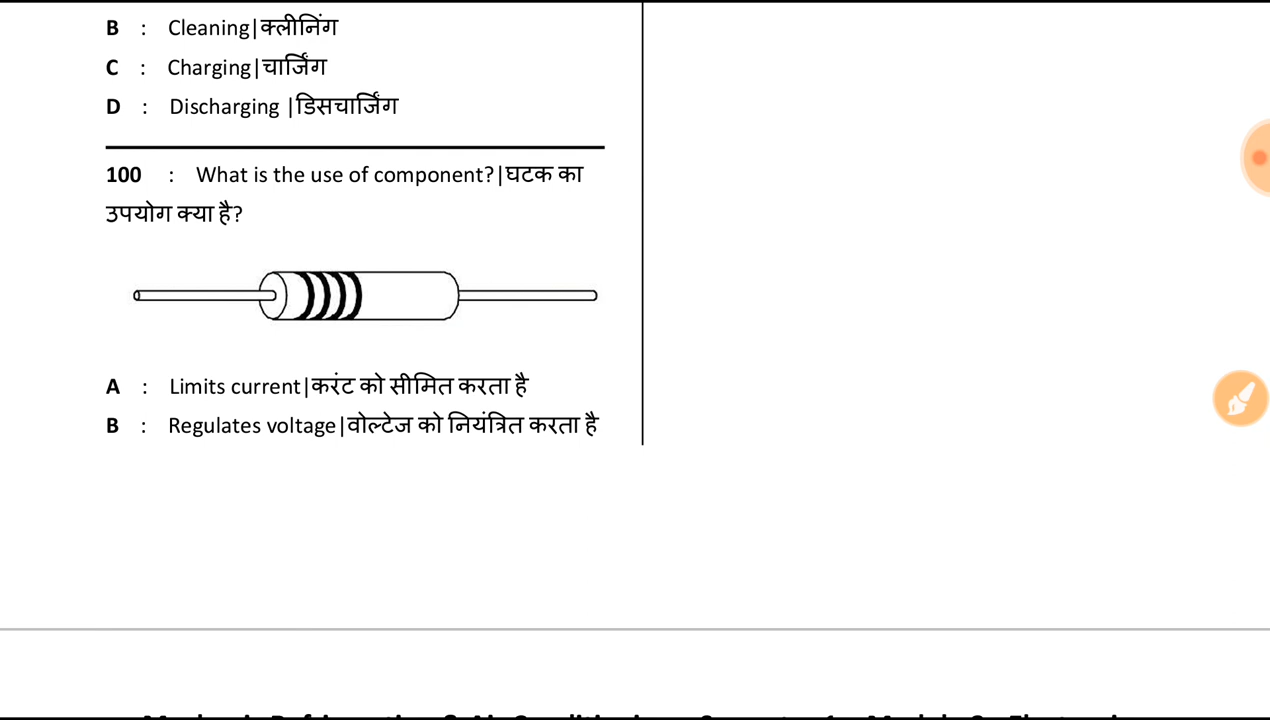 B : Cleaning|क्लीनिंग
C : Charging|चार्जिंग
D : Discharging |डिसचार्जिंग
100 : What is the use of component?|घटक का
उपयोग क्या है?
A : Limits current|करंट को सीमित करता है
B : Regulates voltage|वोल्टेज को नियंत्रित करता है